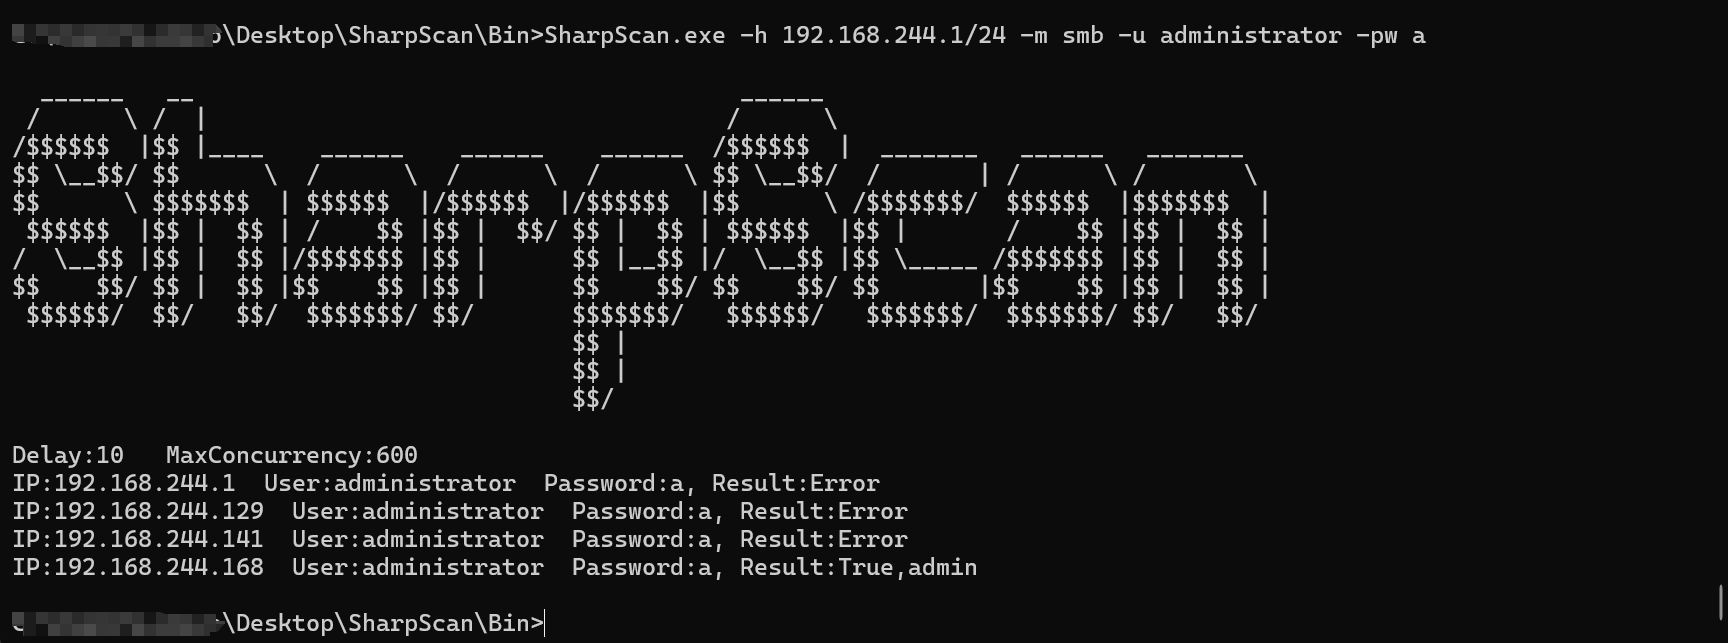 \Desktop\SharpScan\Bin>SharpScan.exe -h 192.168.244.1/24 -m smb -u administrator -pw a
SharpScan
Delay:10   MaxConcurrency:600
IP:192.168.244.1  User:administrator  Password:a, Result:Error
IP:192.168.244.129  User:administrator  Password:a, Result:Error
IP:192.168.244.141  User:administrator  Password:a, Result:Error
IP:192.168.244.168  User:administrator  Password:a, Result:True,admin
\Desktop\SharpScan\Bin>